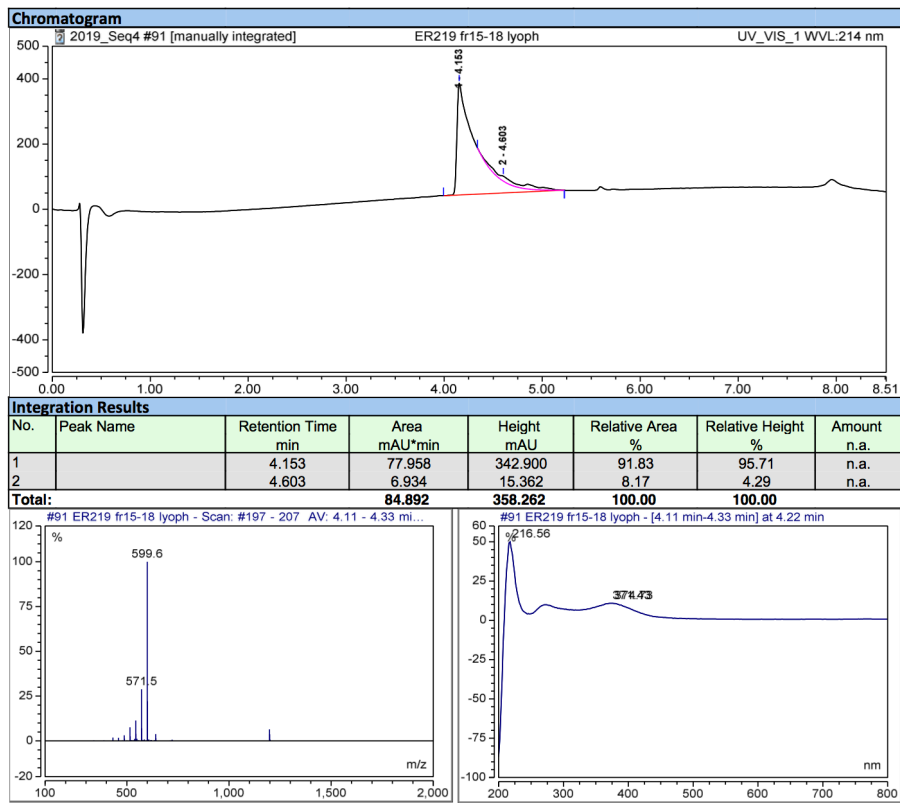 Chromatogram
2019_Seq4 #91 [manually integrated] ER219 fr15-18 lyoph UV_VIS_1 WVL:214 nm
600
400
200
0
-200
-400
-500
1 - 4.153
2 - 4.603
0.00 1.00 2.00 3.00 4.00 5.00 6.00 7.00 8.00 8.51
Integration Results
No. Peak Name Retention Time Area Height Relative Area Relative Height Amount
min mAU*min mAU % % n.a.
1 4.153 77.958 342.900 91.83 95.71 n.a.
2 4.603 6.934 15.362 8.17 4.29 n.a.
Total: 84.892 358.262 100.00 100.00
#91 ER219 fr15-18 lyoph - Scan: #197 - 207 AV: 4.11 - 4.33 mi...
120
100
75
50
25
0
-20
%
599.6
571.5
m/z
100 500 1,000 1,500 2,000
#91 ER219 fr15-18 lyoph - [4.11 min-4.33 min] at 4.22 min
60
50
25
0
-25
-50
-75
-100
%
216.56
nm
200 300 400 500 600 700 800